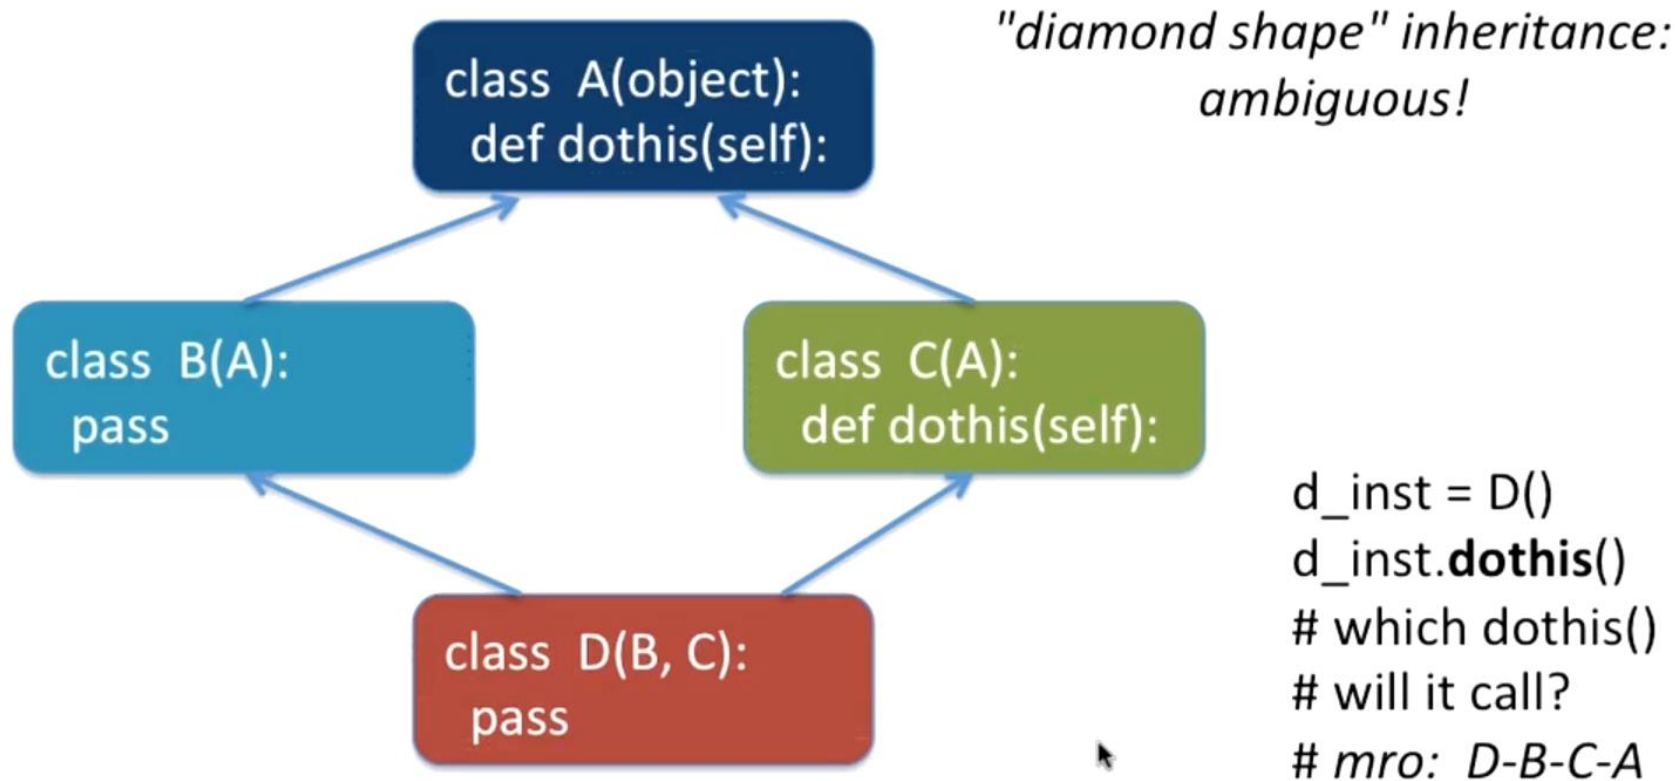 "diamond shape" inheritance:
ambiguous!
class  A(object):
def dothis(self):
class  B(A):
pass
class  C(A):
def dothis(self):
class  D(B, C):
pass
d_inst = D()
d_inst.dothis()
# which dothis()
# will it call?
# mro:  D-B-C-A